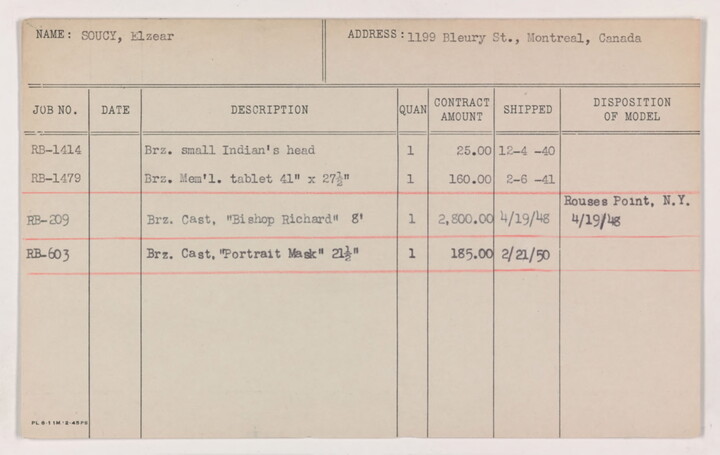 NAME: SOUCY, Elzear ADDRESS: 1199 Bleury St., Montreal, Canada
JOB NO. DATE DESCRIPTION QUAN CONTRACT AMOUNT SHIPPED DISPOSITION OF MODEL
RB-1414 Brz. small Indian's head 1 25.00 12-4 -40
RB-1479 Brz. Mem'l. tablet 41" x 27½" 1 160.00 2-6 -41
Rouses Point, N.Y.
RB-209 Brz. Cast, "Bishop Richard" 8' 1 2,800.00 4/19/48 4/19/48
RB-603 Brz. Cast, "Portrait Mask" 21½" 1 185.00 2/21/50